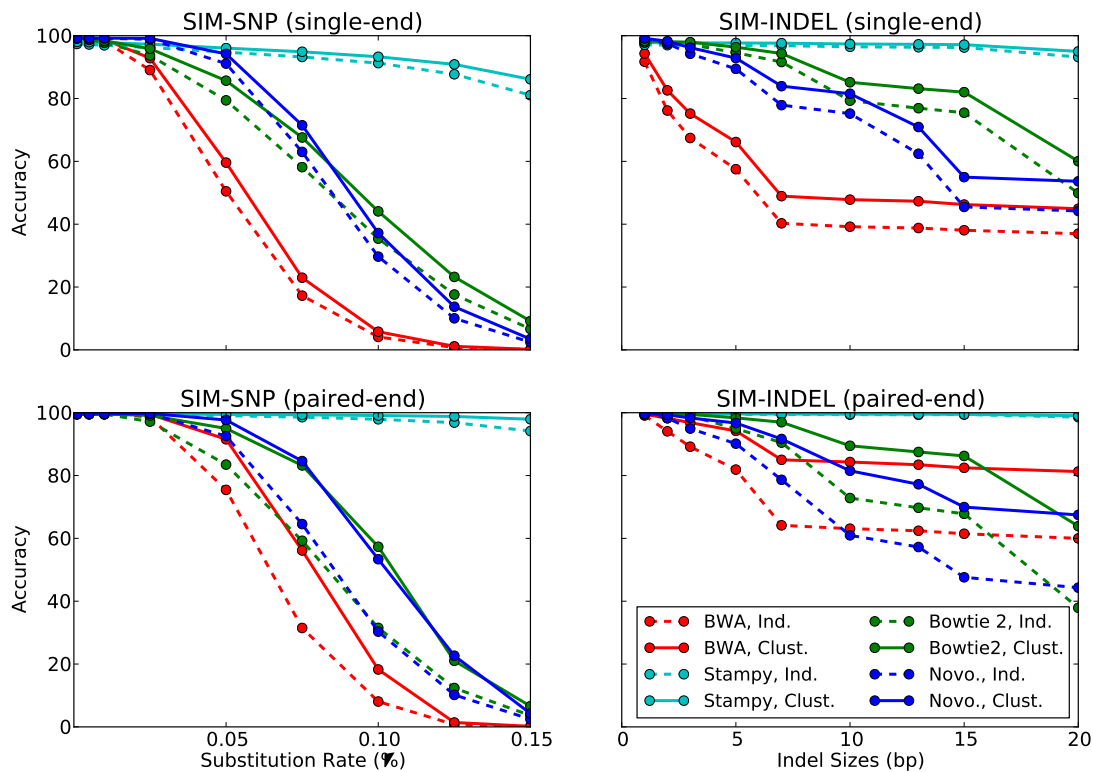 SIM-SNP (single-end)
SIM-INDEL (single-end)
100
80
60
40
20
0
Accuracy
SIM-SNP (paired-end)
SIM-INDEL (paired-end)
100
80
60
40
20
0
Accuracy
0.05
0.10
0.15
Substitution Rate (%)
BWA, Ind.
BWA, Clust.
Stampy, Ind.
Stampy, Clust.
Bowtie 2, Ind.
Bowtie2, Clust.
Novo., Ind.
Novo., Clust.
0
5
10
15
20
Indel Sizes (bp)